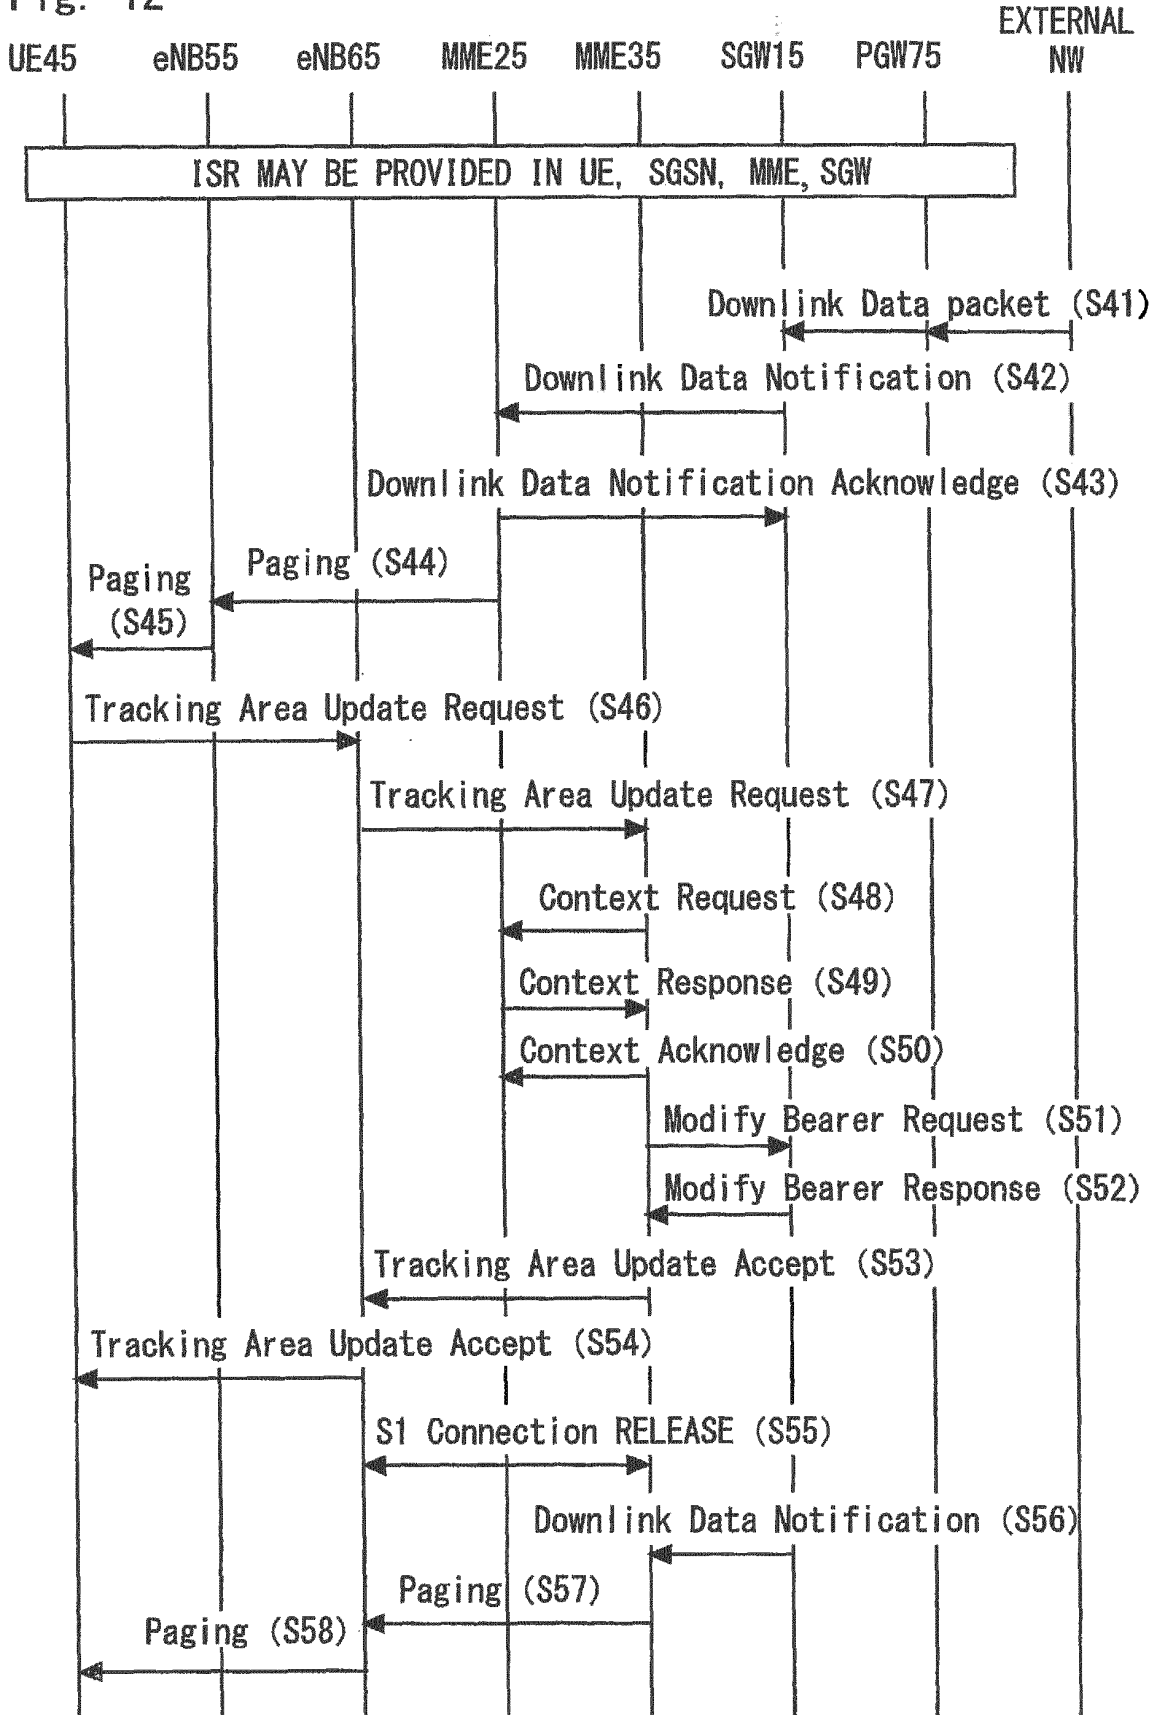 Fig. 12
UE45 eNB55 eNB65 MME25 MME35 SGW15 PGW75 EXTERNAL NW
ISR MAY BE PROVIDED IN UE, SGSN, MME, SGW
Downlink Data packet (S41)
Downlink Data Notification (S42)
Downlink Data Notification Acknowledge (S43)
Paging (S44)
Paging
(S45)
Tracking Area Update Request (S46)
Tracking Area Update Request (S47)
Context Request (S48)
Context Response (S49)
Context Acknowledge (S50)
Modify Bearer Request (S51)
Modify Bearer Response (S52)
Tracking Area Update Accept (S53)
Tracking Area Update Accept (S54)
S1 Connection RELEASE (S55)
Downlink Data Notification (S56)
Paging (S57)
Paging (S58)